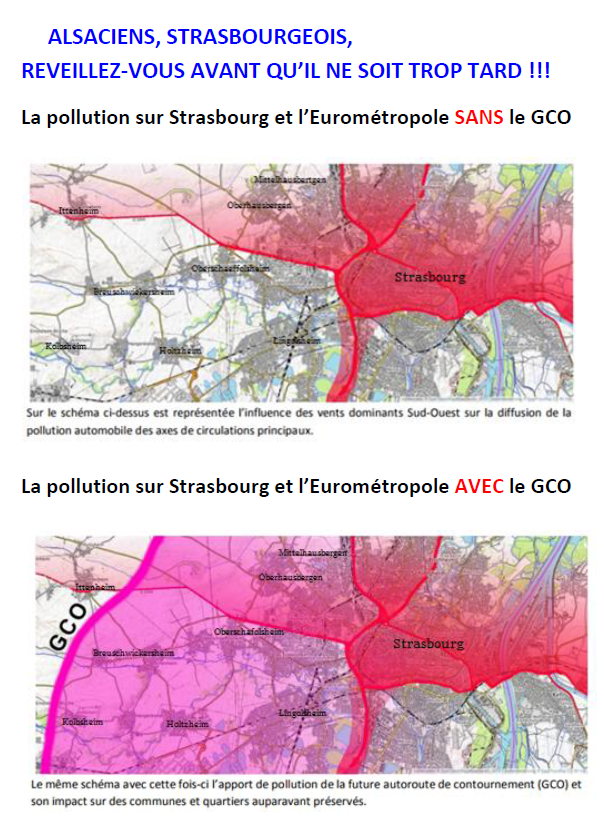 ALSACIENS, STRASBOURGEOIS,
REVEILLEZ-VOUS AVANT QU'IL NE SOIT TROP TARD !!!
La pollution sur Strasbourg et l'Eurométropole SANS le GCO
Mittelhausbertgen
Ittenheim
Oberhausbergen
Oberschaeffolsheim
Strasbourg
Breuschwickersheim
Kolbsheim
Holtzheim
Lingolsheim
Sur le schéma ci-dessus est représentée l'influence des vents dominants Sud-Ouest sur la diffusion de la
pollution automobile des axes de circulations principaux.
La pollution sur Strasbourg et l'Eurométropole AVEC le GCO
Mittelhausbergen
Ittenheim
Oberhausbergen
GCO
Oberschafolsheim
Strasbourg
Breuschwickersheim
Kolbsheim
Holtzheim
Lingolsheim
Le même schéma avec cette fois-ci l'apport de pollution de la future autoroute de contournement (GCO) et
son impact sur des communes et quartiers auparavant préservés.